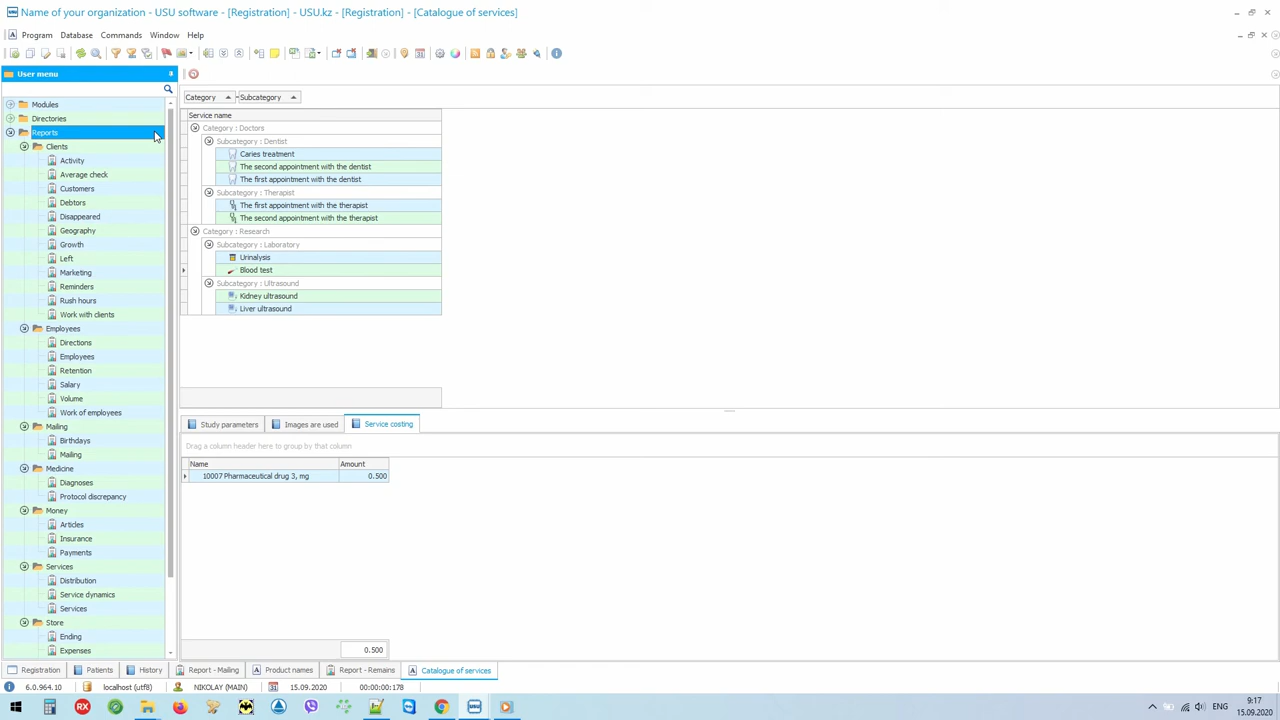 Name of your organization - USU software - [Registration] - USU.kz - [Registration] - [Catalogue of services]
Program Database Commands Window Help
User menu
Modules
Directories
Reports
Clients
Activity
Average check
Customers
Debtors
Disappeared
Geography
Growth
Left
Marketing
Reminders
Rush hours
Work with clients
Employees
Directions
Employees
Retention
Salary
Volume
Work of employees
Mailing
Birthdays
Mailing
Medicine
Diagnoses
Protocol discrepancy
Money
Articles
Insurance
Payments
Services
Distribution
Service dynamics
Services
Store
Ending
Expenses
Category Subcategory
Service name
Category : Doctors
Subcategory : Dentist
Caries treatment
The second appointment with the dentist
The first appointment with the dentist
Subcategory : Therapist
The first appointment with the therapist
The second appointment with the therapist
Category : Research
Subcategory : Laboratory
Urinalysis
Blood test
Subcategory : Ultrasound
Kidney ultrasound
Liver ultrasound
Study parameters Images are used Service costing
Drag a column header here to group by that column
Name Amount
10007 Pharmaceutical drug 3, mg 0.500
0.500
Registration Patients History Report - Mailing Product names Report - Remains Catalogue of services
6.0.964.10 localhost (utf8) NIKOLAY (MAIN) 15.09.2020 00:00:00:178
RX ENG 9:17
15.09.2020